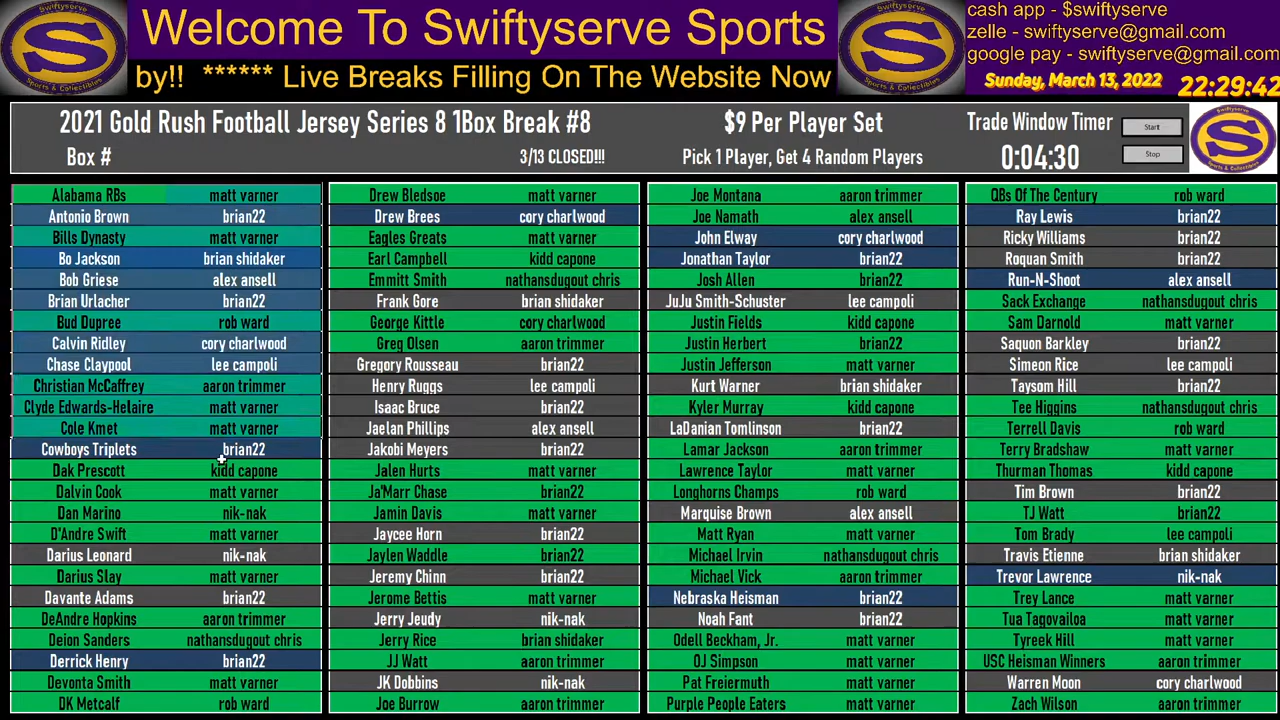 Welcome To Swiftyserve Sports
by!! ****** Live Breaks Filling On The Website Now
cash app - $swiftyserve
zelle - swiftyserve@gmail.com
google pay - swiftyserve@gmail.com
Sunday, March 13, 2022 22:29:42
S
Sports & Collectibles
S
Sports & Collectibles
2021 Gold Rush Football Jersey Series 8 1Box Break #8
Box # 3/13 CLOSED!!!
$9 Per Player Set
Pick 1 Player, Get 4 Random Players
Trade Window Timer
0:04:30
Start
Stop
Swiftyserve
S
Sports & Collectibles
Alabama RBs matt varner
Antonio Brown brian22
Bills Dynasty matt varner
Bo Jackson brian shidaker
Bob Griese alex ansell
Brian Urlacher brian22
Bud Dupree rob ward
Calvin Ridley cory charlwood
Chase Claypool lee campoli
Christian McCaffrey aaron trimmer
Clyde Edwards-Helaire matt varner
Cole Kmet matt varner
Cowboys Triplets brian22
Dak Prescott kidd capone
Dalvin Cook matt varner
Dan Marino nik-nak
D'Andre Swift matt varner
Darius Leonard nik-nak
Darius Slay matt varner
Davante Adams brian22
DeAndre Hopkins aaron trimmer
Deion Sanders nathansdugout chris
Derrick Henry brian22
Devonta Smith matt varner
DK Metcalf rob ward
Drew Bledsoe matt varner
Drew Brees cory charlwood
Eagles Greats matt varner
Earl Campbell kidd capone
Emmitt Smith nathansdugout chris
Frank Gore brian shidaker
George Kittle cory charlwood
Greg Olsen aaron trimmer
Gregory Rousseau brian22
Henry Ruggs lee campoli
Isaac Bruce brian22
Jaelan Phillips alex ansell
Jakobi Meyers brian22
Jalen Hurts matt varner
Ja'Marr Chase brian22
Jamin Davis matt varner
Jaycee Horn brian22
Jaylen Waddle brian22
Jeremy Chinn brian22
Jerome Bettis matt varner
Jerry Jeudy nik-nak
Jerry Rice brian shidaker
JJ Watt aaron trimmer
JK Dobbins nik-nak
Joe Burrow aaron trimmer
Joe Montana aaron trimmer
Joe Namath alex ansell
John Elway cory charlwood
Jonathan Taylor brian22
Josh Allen brian22
JuJu Smith-Schuster lee campoli
Justin Fields kidd capone
Justin Herbert brian22
Justin Jefferson matt varner
Kurt Warner brian shidaker
Kyler Murray kidd capone
LaDanian Tomlinson brian22
Lamar Jackson aaron trimmer
Lawrence Taylor matt varner
Longhorns Champs rob ward
Marquise Brown alex ansell
Matt Ryan matt varner
Michael Irvin nathansdugout chris
Michael Vick aaron trimmer
Nebraska Heisman brian22
Noah Fant brian22
Odell Beckham, Jr. matt varner
OJ Simpson matt varner
Pat Freiermuth matt varner
Purple People Eaters matt varner
QBs Of The Century rob ward
Ray Lewis brian22
Ricky Williams brian22
Roquan Smith brian22
Run-N-Shoot alex ansell
Sack Exchange nathansdugout chris
Sam Darnold matt varner
Saquon Barkley brian22
Simeon Rice lee campoli
Taysom Hill brian22
Tee Higgins nathansdugout chris
Terrell Davis rob ward
Terry Bradshaw matt varner
Thurman Thomas kidd capone
Tim Brown brian22
TJ Watt brian22
Tom Brady lee campoli
Travis Etienne brian shidaker
Trevor Lawrence nik-nak
Trey Lance matt varner
Tua Tagovailoa matt varner
Tyreek Hill matt varner
USC Heisman Winners aaron trimmer
Warren Moon cory charlwood
Zach Wilson aaron trimmer